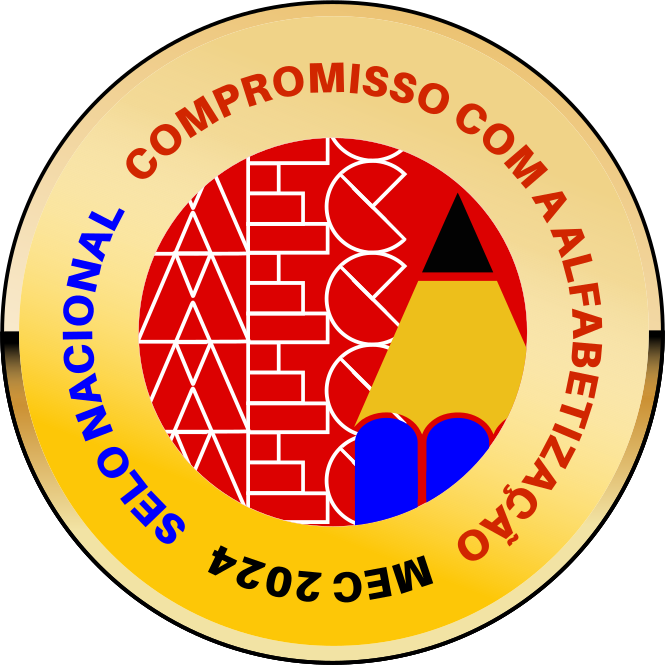 SELO NACIONAL
COMPROMISSO COM A ALFABETIZAÇÃO
MEC 2024